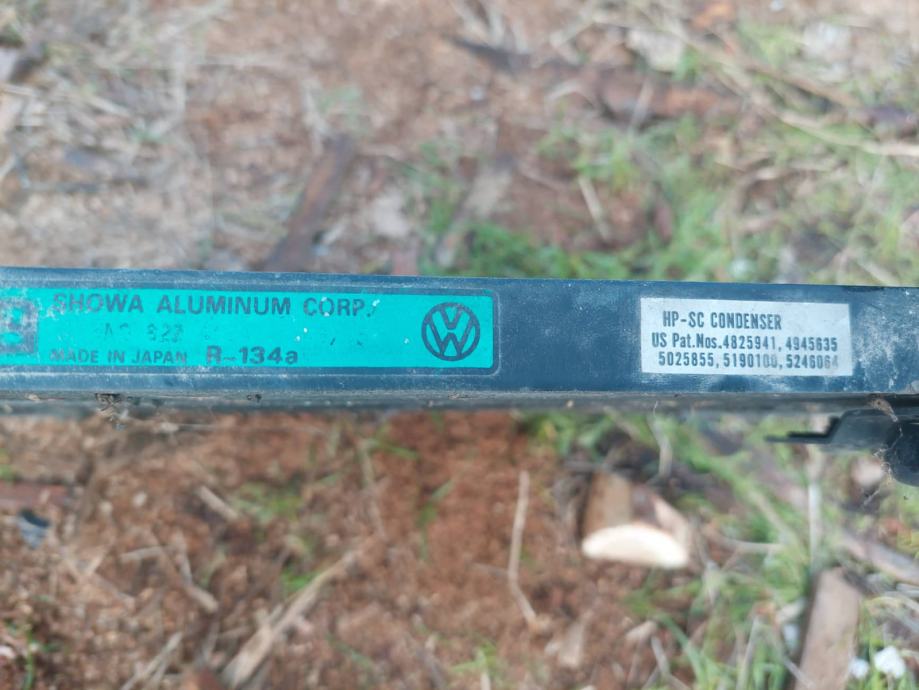 SHOWA ALUMINUM CORP.
MADE IN JAPAN R-134a
HP-SC CONDENSER
US Pat.Nos.4825941, 4945635
5025855, 5190100, 5246064